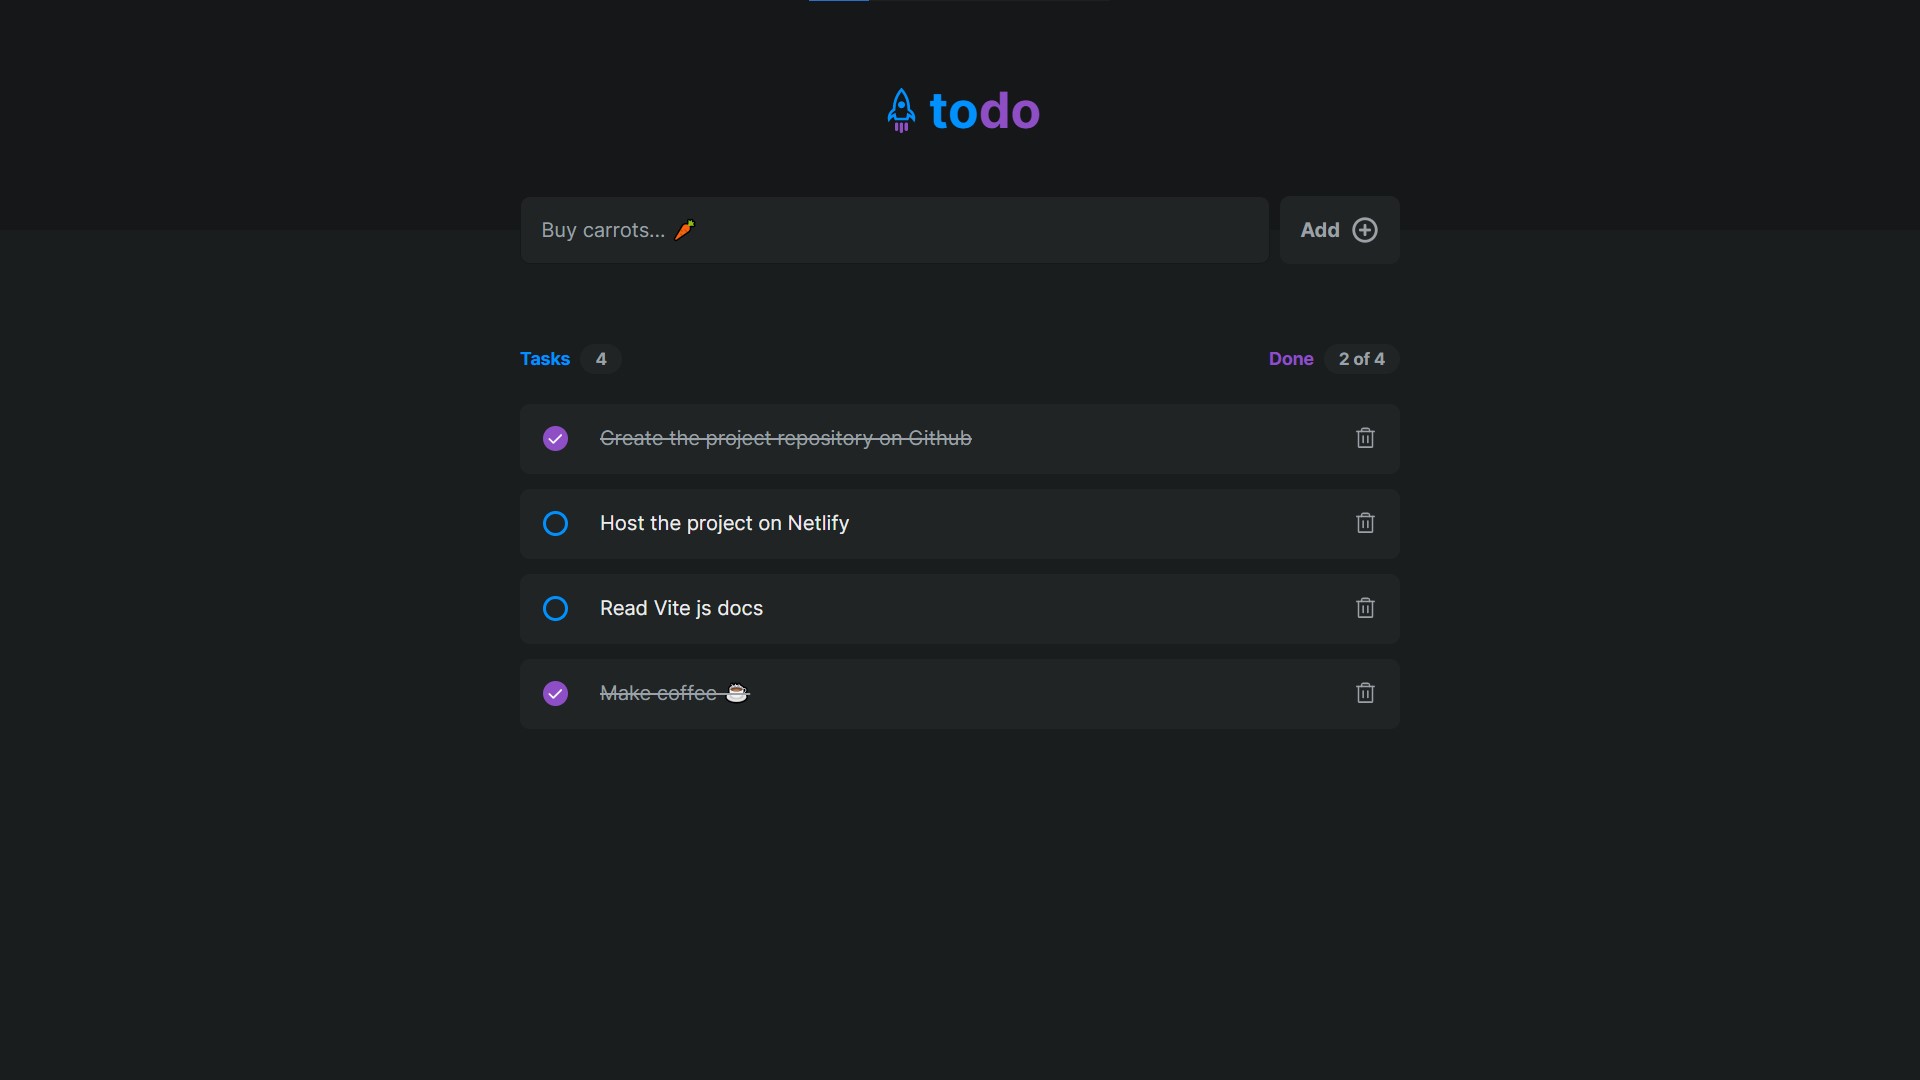 todo
Buy carrots... 🥕
Add
Tasks 4
Done 2 of 4
Create the project repository on Github
Host the project on Netlify
Read Vite js docs
Make coffee ☕